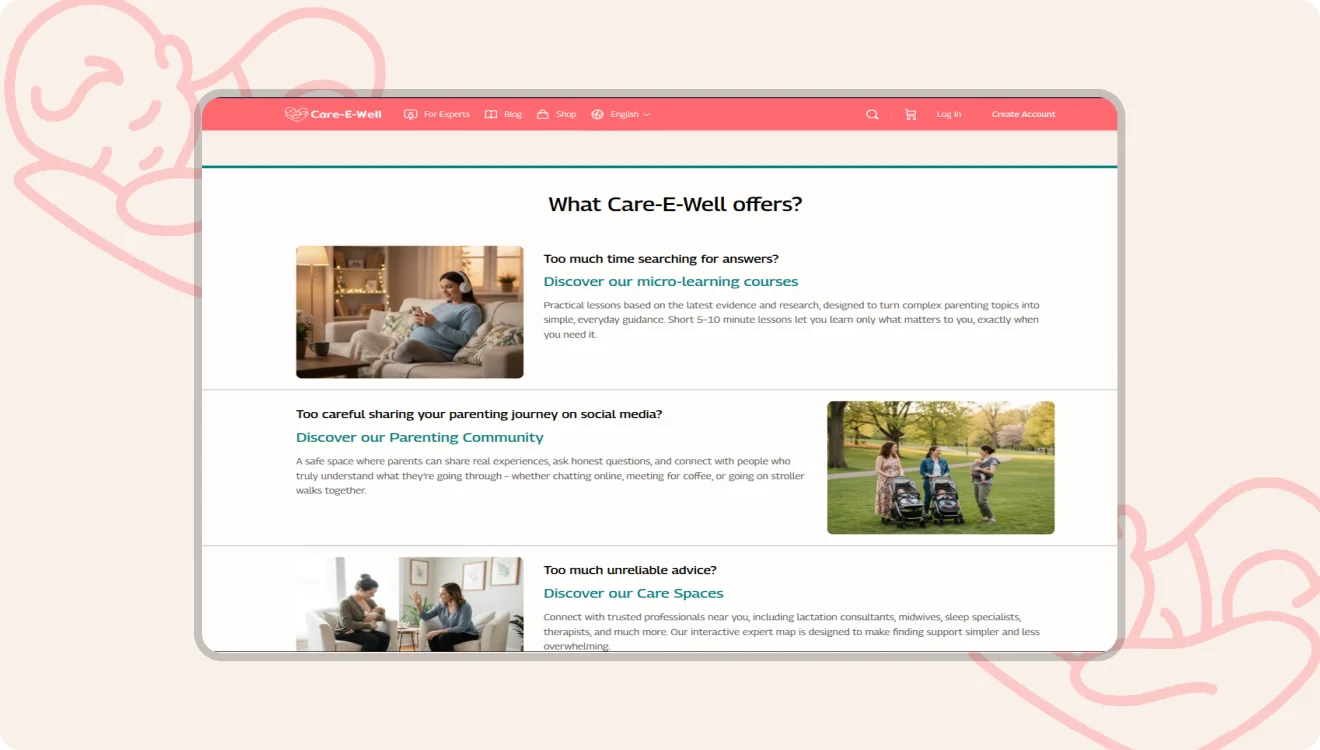 Care-E-Well For Experts Blog Shop English Log In Create Account
What Care-E-Well offers?
Too much time searching for answers?
Discover our micro-learning courses
Practical lessons based on the latest evidence and research, designed to turn complex parenting topics into
simple, everyday guidance. Short 5-10 minute lessons let you learn only what matters to you, exactly when
you need it.
Too careful sharing your parenting journey on social media?
Discover our Parenting Community
A safe space where parents can share real experiences, ask honest questions, and connect with people who
truly understand what they're going through – whether chatting online, meeting for coffee, or going on stroller
walks together.
Too much unreliable advice?
Discover our Care Spaces
Connect with trusted professionals near you, including lactation consultants, midwives, sleep specialists,
therapists, and much more. Our interactive expert map is designed to make finding support simpler and less
overwhelming.